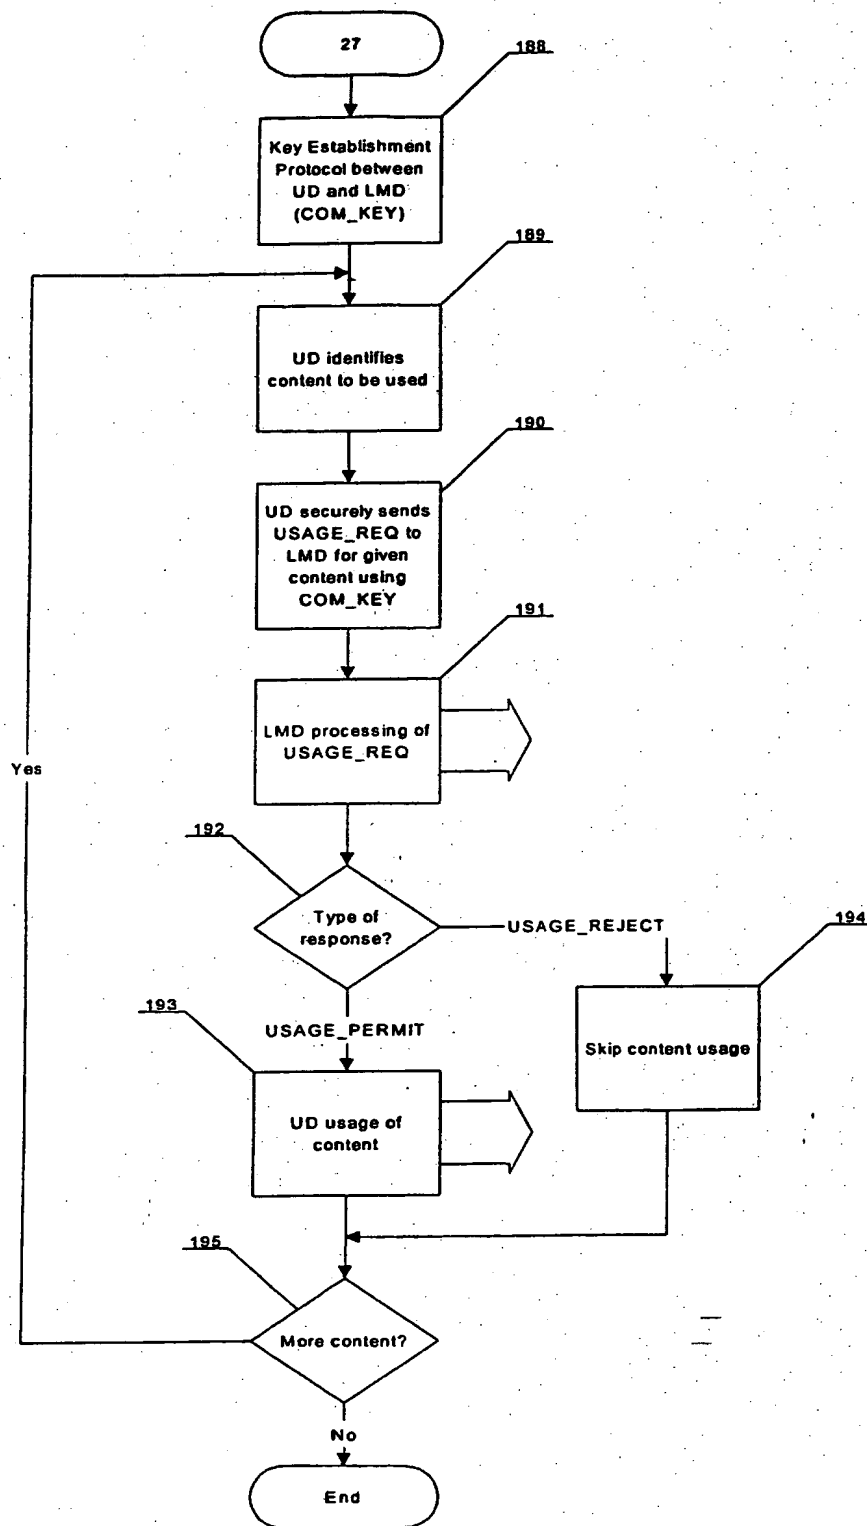 27
188
Key Establishment
Protocol between
UD and LMD
(COM_KEY)
189
UD identifies
content to be used
190
UD securely sends
USAGE_REQ to
LMD for given
content using
COM_KEY
191
LMD processing of
USAGE_REQ
Yes
192
Type of
response?
USAGE_REJECT
194
193
USAGE_PERMIT
Skip content usage
UD usage of
content
195
More content?
No
End